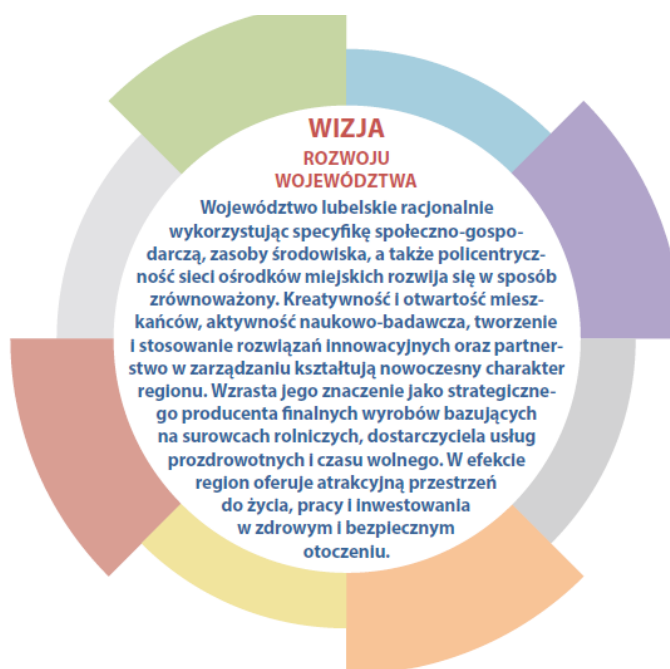 WIZJA
ROZWOJU
WOJEWÓDZTWA
Województwo lubelskie racjonalnie
wykorzystując specyfikę społeczno-gospo-
darczą, zasoby środowiska, a także policentrycz-
ność sieci ośrodków miejskich rozwija się w sposób
zrównoważony. Kreatywność i otwartość miesz-
kańców, aktywność naukowo-badawcza, tworzenie
i stosowanie rozwiązań innowacyjnych oraz partner-
stwo w zarządzaniu kształtują nowoczesny charakter
regionu. Wzrasta jego znaczenie jako strategiczne-
go producenta finalnych wyrobów bazujących
na surowcach rolniczych, dostarczyciela usług
prozdrowotnych i czasu wolnego. W efekcie
region oferuje atrakcyjną przestrzeń
do życia, pracy i inwestowania
w zdrowym i bezpiecznym
otoczeniu.